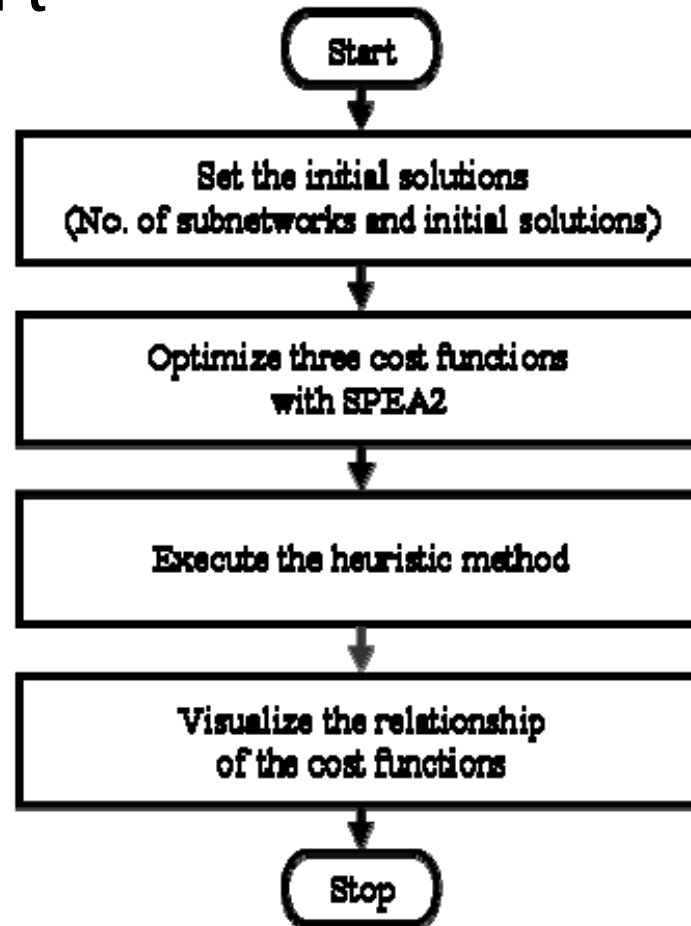 Start
Set the initial solutions
(No. of subnetworks and initial solutions)
Optimize three cost functions
with SPEA2
Execute the heuristic method
Visualize the relationship
of the cost functions
Stop